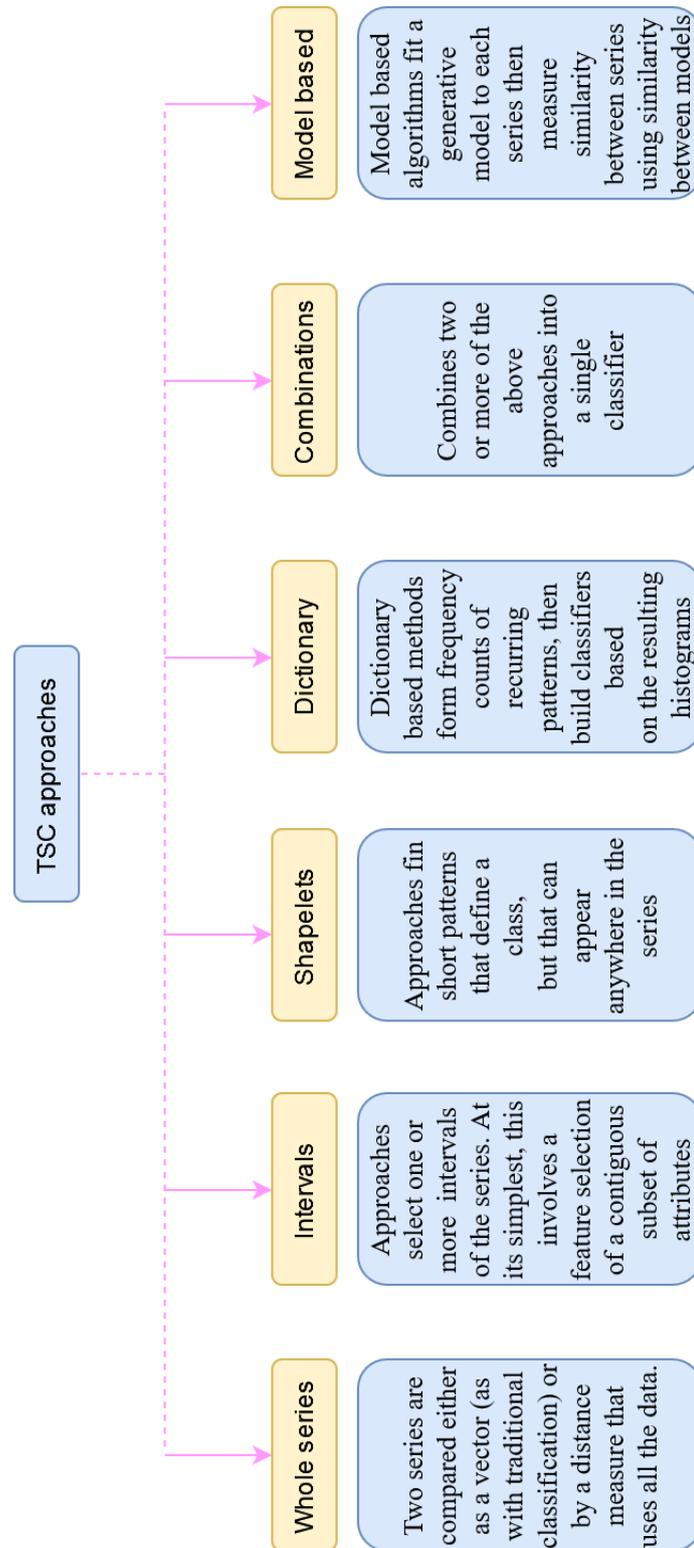 TSC approaches
Whole series
Two series are
compared either
as a vector (as
with traditional
classification) or
by a distance
measure that
uses all the data.
Intervals
Approaches
select one or
more intervals
of the series. At
its simplest, this
involves a
feature selection
of a contiguous
subset of
attributes
Shapelets
Approaches fin
short patterns
that define a
class,
but that can
appear
anywhere in the
series
Dictionary
Dictionary
based methods
form frequency
counts of
recurring
patterns, then
build classifiers
based
on the resulting
histograms
Combinations
Combines two
or more of the
above
approaches into
a single
classifier
Model based
Model based
algorithms fit a
generative
model to each
series then
measure
similarity
between series
using similarity
between models